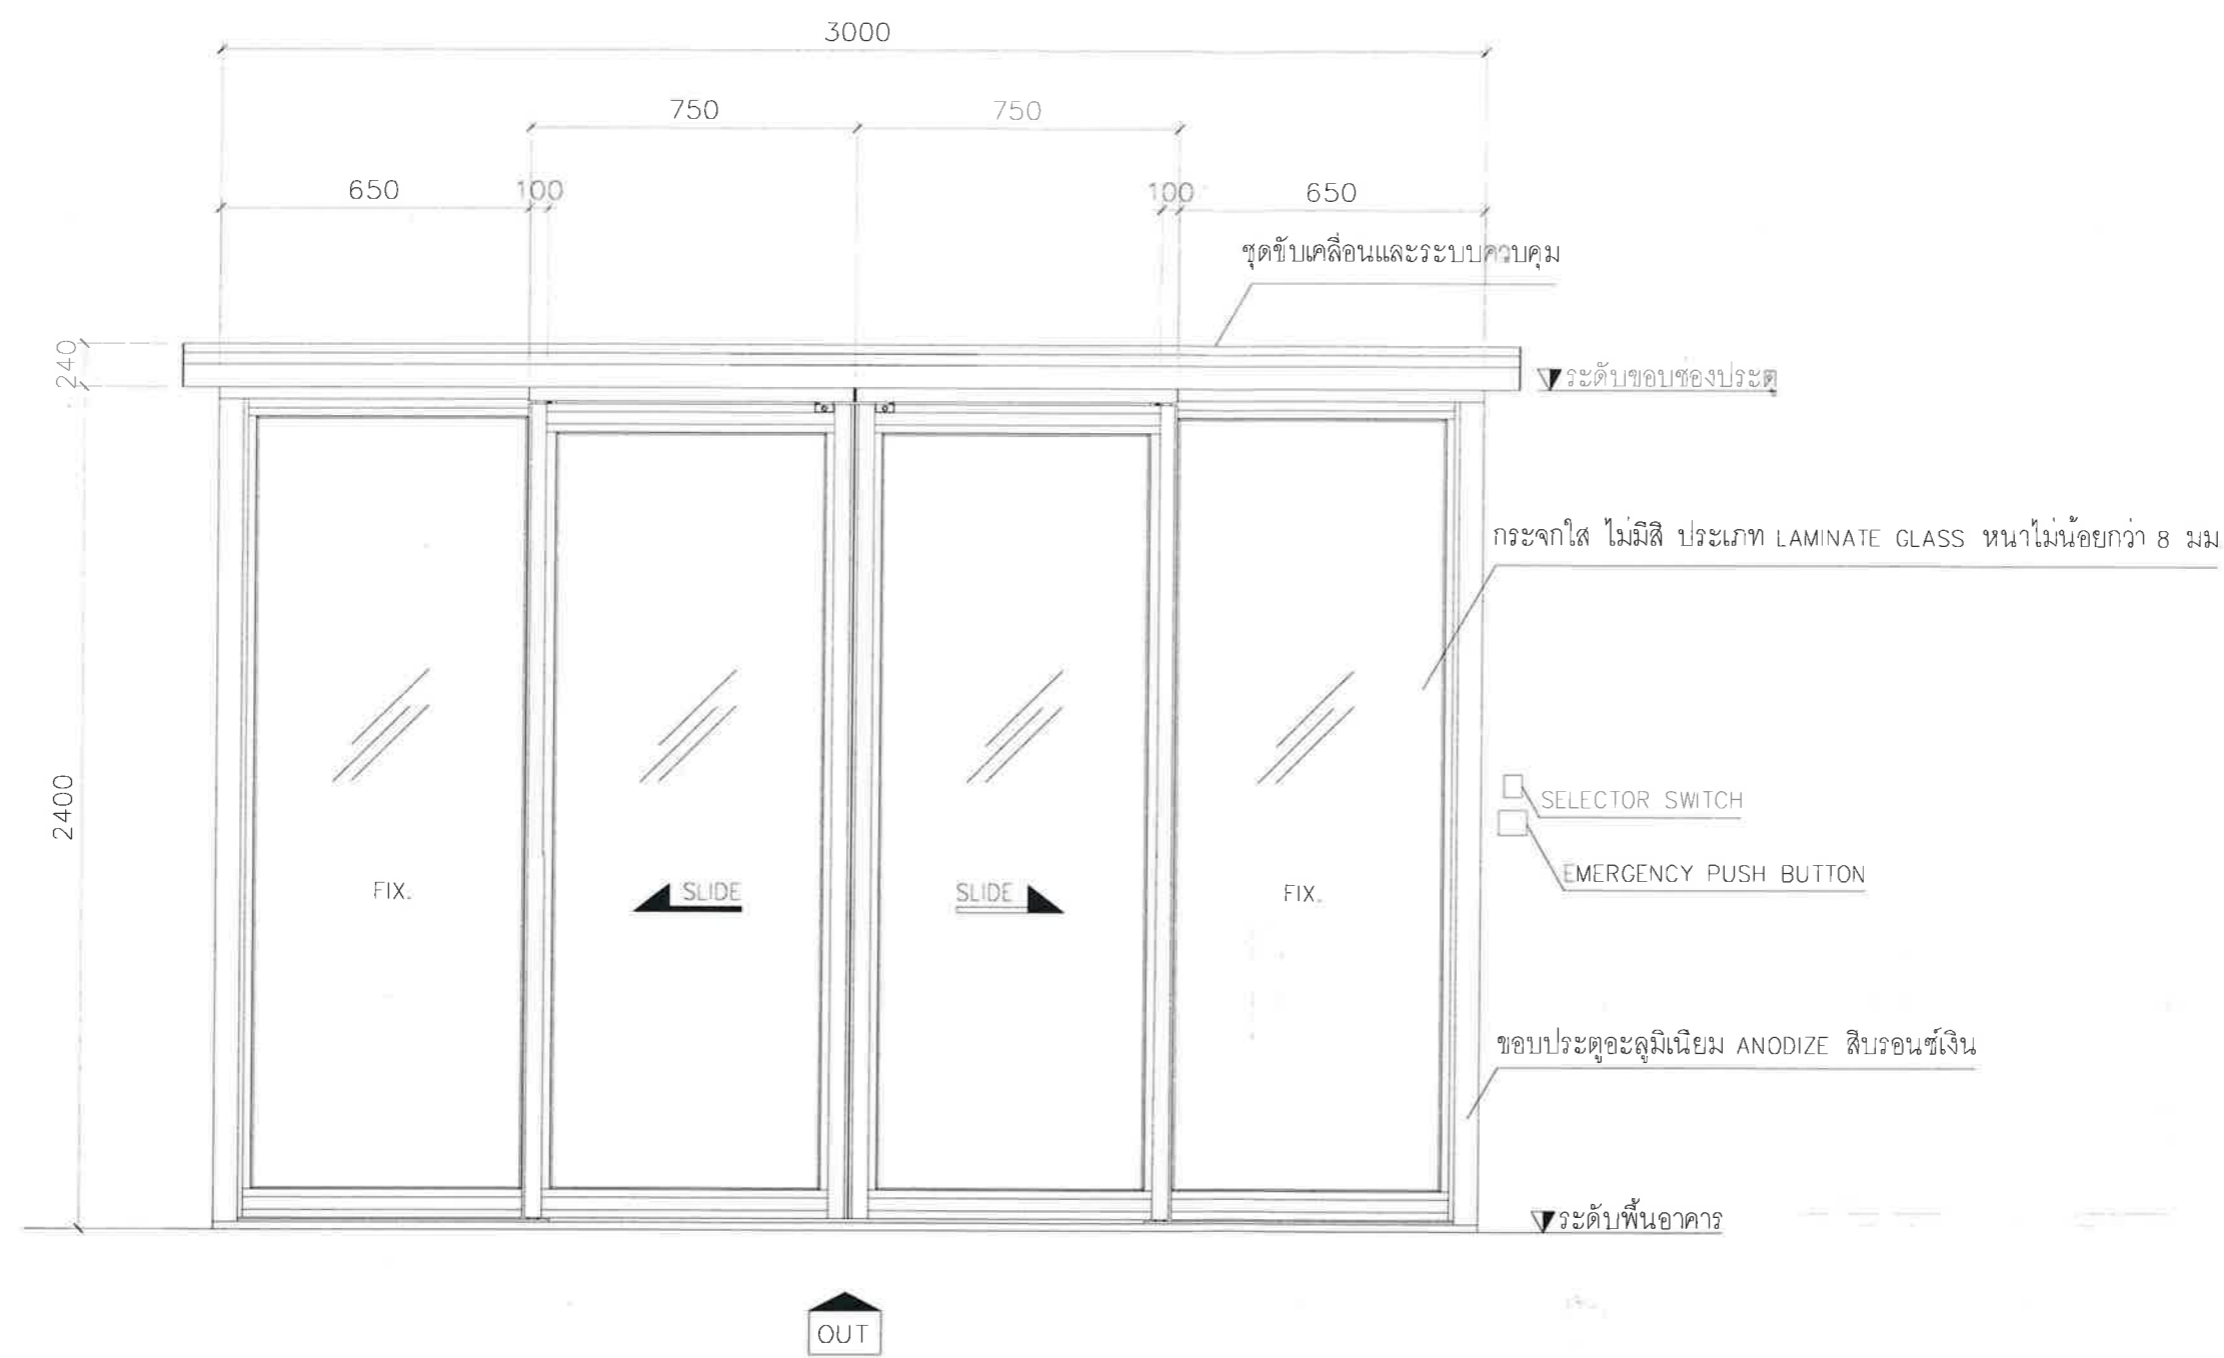 3000
750
750
650
100
100
650
ชุดขับเคลื่อนและระบบควบคุม
240
ระดับขอบช่องประตู
กระจกใส ไม่มีสี ประเภท LAMINATE GLASS หนาไม่น้อยกว่า 8 มม
2400
SELECTOR SWITCH
EMERGENCY PUSH BUTTON
FIX.
SLIDE
SLIDE
FIX.
ขอบประตูอะลูมิเนียม ANODIZE สีบรอนซ์เงิน
ระดับพื้นอาคาร
OUT